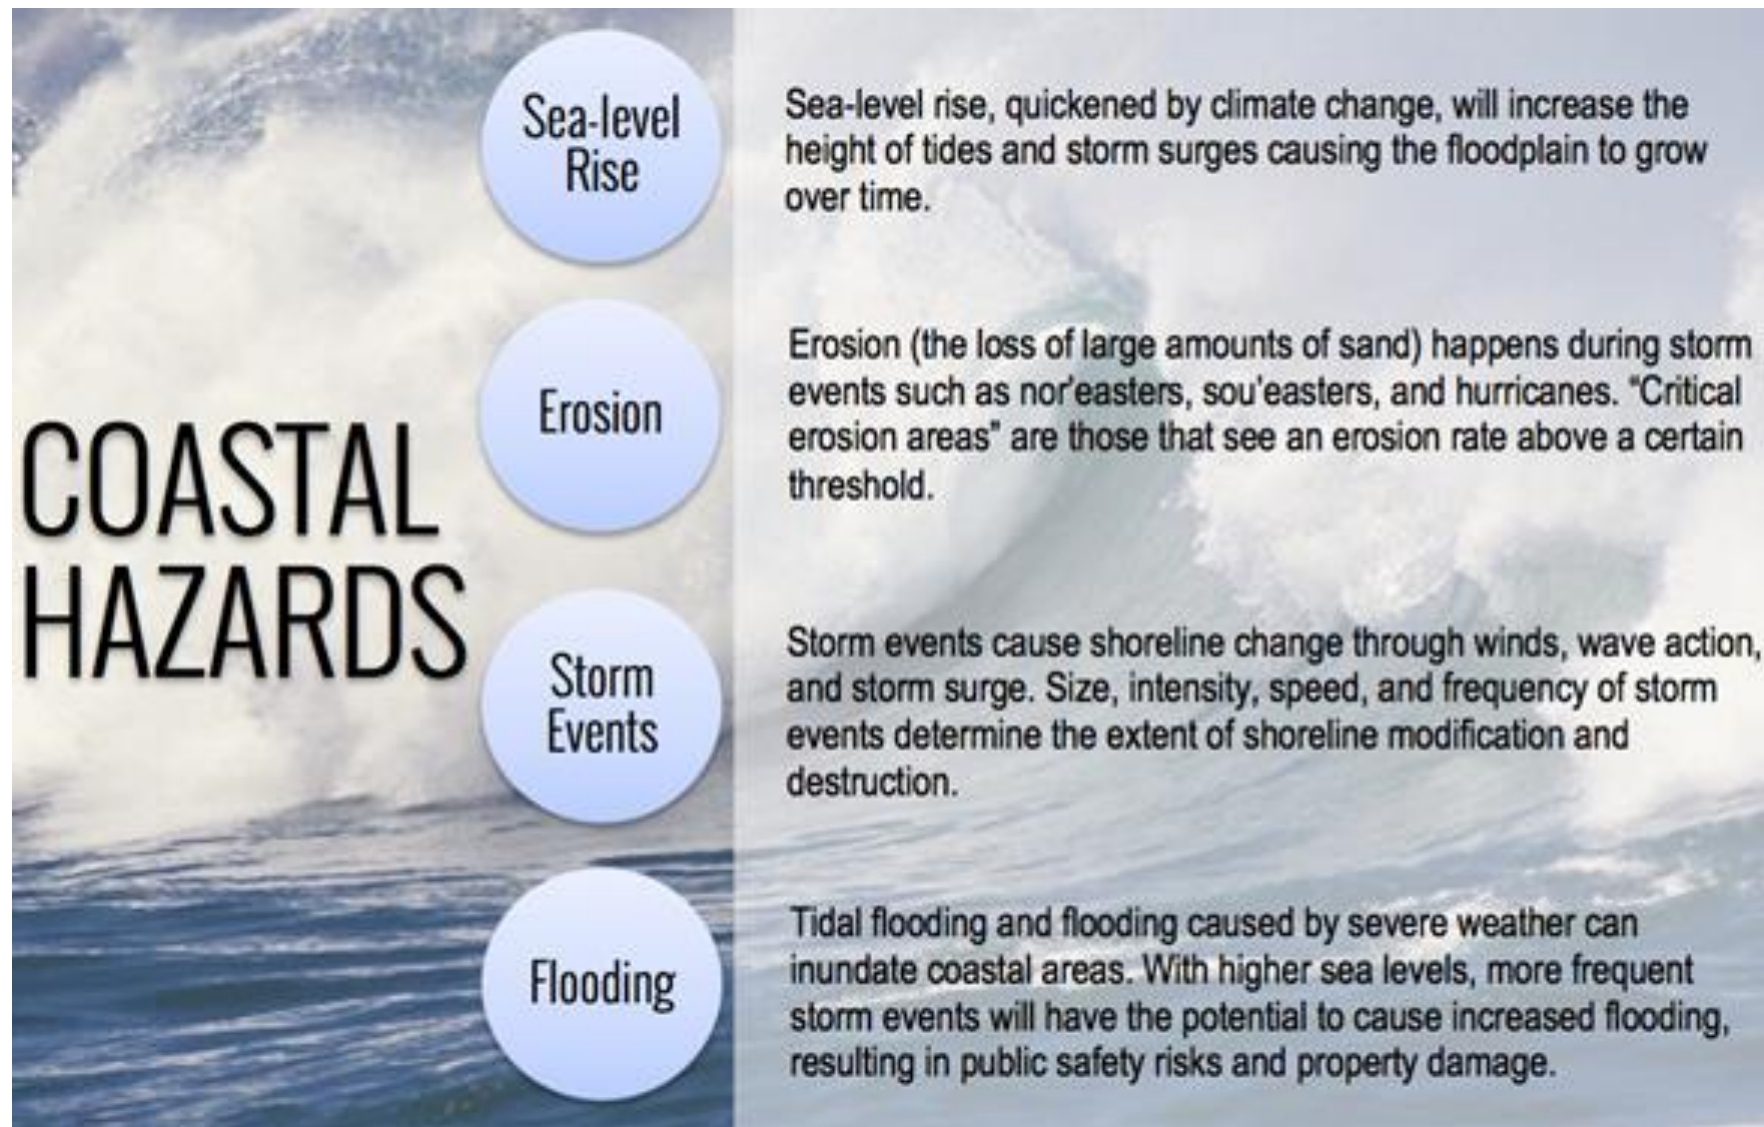 COASTAL
HAZARDS
Sea-level
Rise
Sea-level rise, quickened by climate change, will increase the
height of tides and storm surges causing the floodplain to grow
over time.
Erosion
Erosion (the loss of large amounts of sand) happens during storm
events such as nor'easters, sou'easters, and hurricanes. “Critical
erosion areas” are those that see an erosion rate above a certain
threshold.
Storm
Events
Storm events cause shoreline change through winds, wave action,
and storm surge. Size, intensity, speed, and frequency of storm
events determine the extent of shoreline modification and
destruction.
Flooding
Tidal flooding and flooding caused by severe weather can
inundate coastal areas. With higher sea levels, more frequent
storm events will have the potential to cause increased flooding,
resulting in public safety risks and property damage.